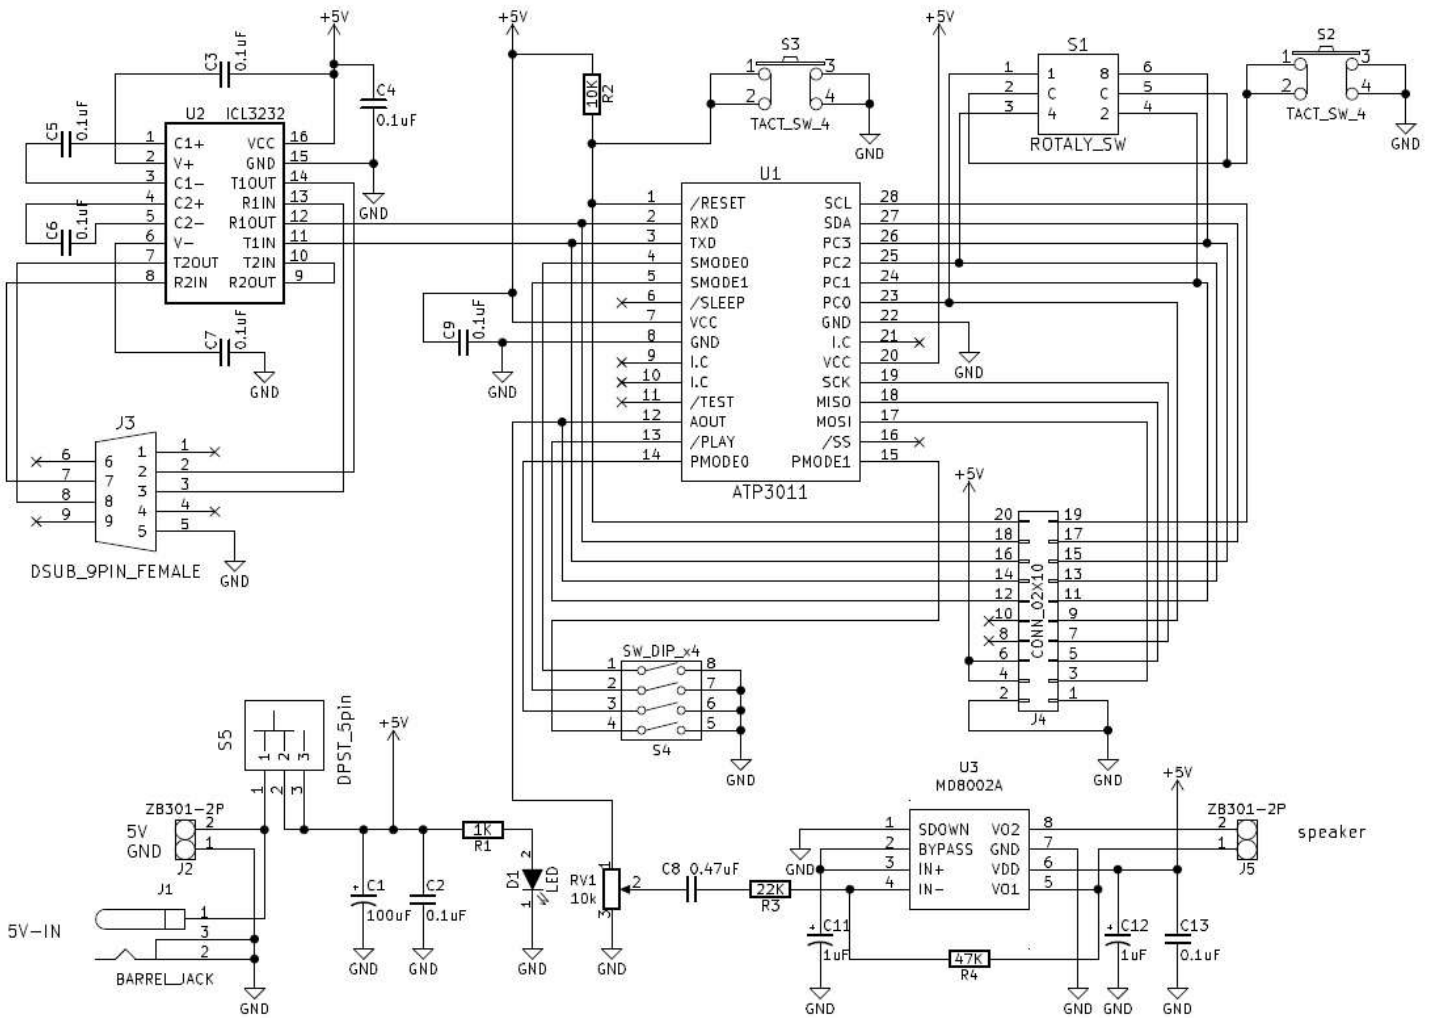 +5V
+5V
+5V
C3
0.1uF
C4
0.1uF
C5
0.1uF
U2 ICL3232
1 C1+ VCC 16
2 V+ GND 15
3 C1- T1OUT 14
4 C2+ R1IN 13
5 C2- R1OUT 12
6 V- T1IN 11
7 T2OUT T2IN 10
8 R2IN R2OUT 9
GND
C6
0.1uF
C7
0.1uF
GND
10K
R2
S3
1 3
2 4
TACT_SW_4
GND
S1
1 1 8 6
2 C C 5
3 4 2 4
ROTALY_SW
S2
1 3
2 4
TACT_SW_4
GND
U1
1 /RESET SCL 28
2 RXD SDA 27
3 TXD PC3 26
4 SMODE0 PC2 25
5 SMODE1 PC1 24
6 /SLEEP PC0 23
7 VCC GND 22
8 GND I.C 21
9 I.C VCC 20
10 I.C SCK 19
11 /TEST MISO 18
12 AOUT MOSI 17
13 /PLAY /SS 16
14 PMODE0 PMODE1 15
ATP3011
C9
0.1uF
GND
GND
J3
6 6 1 1
7 7 2 2
8 8 3 3
9 9 4 4
5 5
DSUB_9PIN_FEMALE
GND
+5V
20 19
18 17
16 15
14 13
12 11
10 9
8 7
6 5
4 3
2 1
CONN_02X10
J4
GND
SW_DIP_x4
1 8
2 7
3 6
4 5
S4
GND
S5
1 2 3
1 2 3
DPST_5pin
+5V
ZB301-2P
5V 2
GND 1
J2
J1
5V-IN
1
3
2
BARREL_JACK
GND
C1
100uF
GND
C2
0.1uF
GND
1K
R1
2
D1
LED
1
GND
RV1
10k
1
2
3
GND
C8 0.47uF
22K
R3
U3
MD8002A
1 SDOWN VO2 8
2 BYPASS GND 7
3 IN+ VDD 6
4 IN- VO1 5
GND
C11
1uF
GND
47K
R4
GND
+5V
C12
1uF
GND
C13
0.1uF
GND
ZB301-2P
2
1
J5
speaker